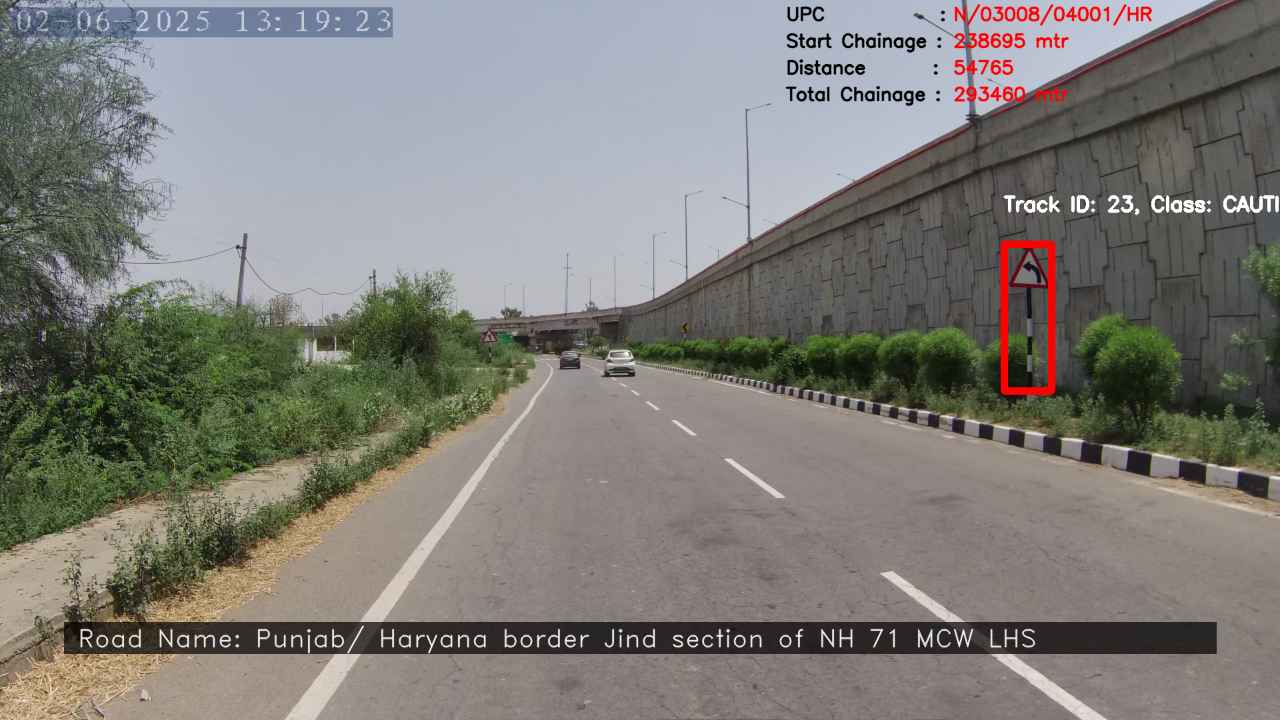 02-06-2025 13:19:23
UPC : N/03008/04001/HR
Start Chainage : 238695 mtr
Distance : 54765
Total Chainage : 293460 mtr
Track ID: 23, Class: CAUTI
Road Name: Punjab/ Haryana border Jind section of NH 71 MCW LHS